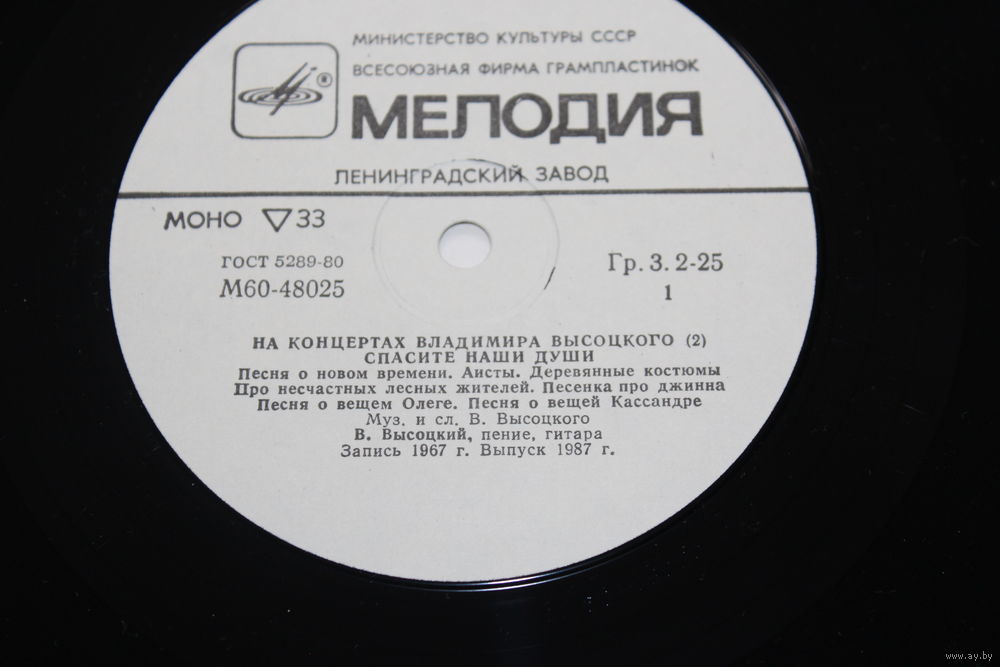 МИНИСТЕРСТВО КУЛЬТУРЫ СССР
ВСЕСОЮЗНАЯ ФИРМА ГРАМПЛАСТИНОК
®
МЕЛОДИЯ
ЛЕНИНГРАДСКИЙ ЗАВОД
МОНО ▽ 33
ГОСТ 5289-80
М60-48025
Гр. 3. 2-25
1
НА КОНЦЕРТАХ ВЛАДИМИРА ВЫСОЦКОГО (2)
СПАСИТЕ НАШИ ДУШИ
Песня о новом времени. Аисты. Деревянные костюмы
Про несчастных лесных жителей. Песенка про джинна
Песня о вещем Олеге. Песня о вещей Кассандре
Муз. и сл. В. Высоцкого
В. Высоцкий, пение, гитара
Запись 1967 г. Выпуск 1987 г.
© www.ay.by